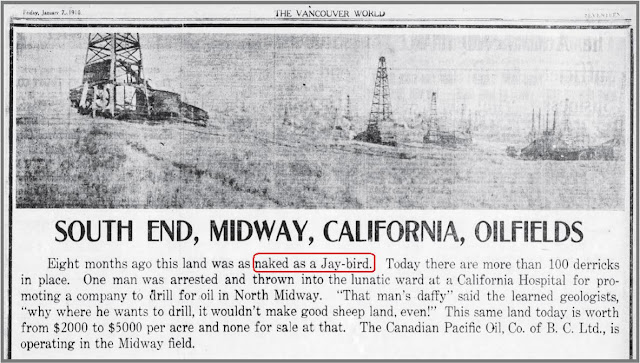 Friday, January 7, 1910
THE VANCOUVER WORLD
SEVENTEEN
SOUTH END, MIDWAY, CALIFORNIA, OILFIELDS
Eight months ago this land was as naked as a Jay-bird. Today there are more than 100 derricks
in place. One man was arrested and thrown into the lunatic ward at a California Hospital for pro-
moting a company to drill for oil in North Midway. "That man's daffy" said the learned geologists,
"why where he wants to drill, it wouldn't make good sheep land, even!" This same land today is worth
from $2000 to $5000 per acre and none for sale at that. The Canadian Pacific Oil, Co. of B. C. Ltd., is
operating in the Midway field.